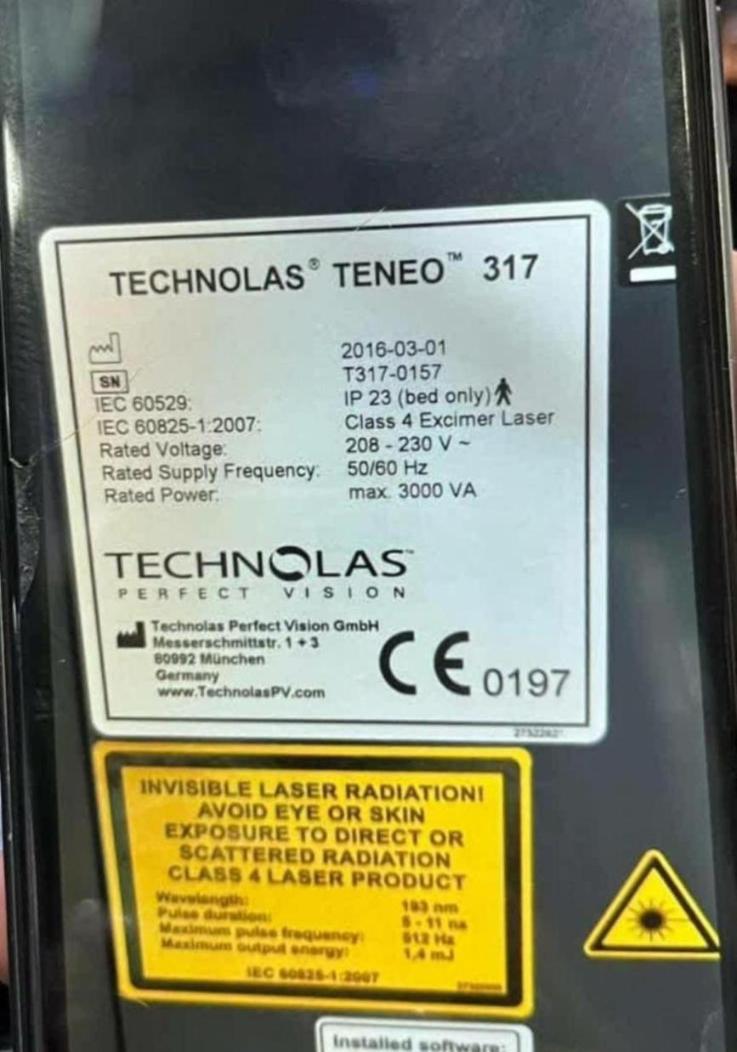 TECHNOLAS® TENEO™ 317
2016-03-01
SN T317-0157
IEC 60529: IP 23 (bed only)
IEC 60825-1:2007: Class 4 Excimer Laser
Rated Voltage: 208 - 230 V ~
Rated Supply Frequency: 50/60 Hz
Rated Power: max. 3000 VA
TECHNOLAS™
PERFECT VISION
Technolas Perfect Vision GmbH
Messerschmittstr. 1 + 3
80992 München
Germany
www.TechnolasPV.com
CE 0197
INVISIBLE LASER RADIATION!
AVOID EYE OR SKIN
EXPOSURE TO DIRECT OR
SCATTERED RADIATION
CLASS 4 LASER PRODUCT
Wavelength: 193 nm
Pulse duration: - 11 ns
Maximum pulse frequency: 512 Hz
Maximum output energy: 1,4 mJ
IEC 60825-1:2007
Installed software: